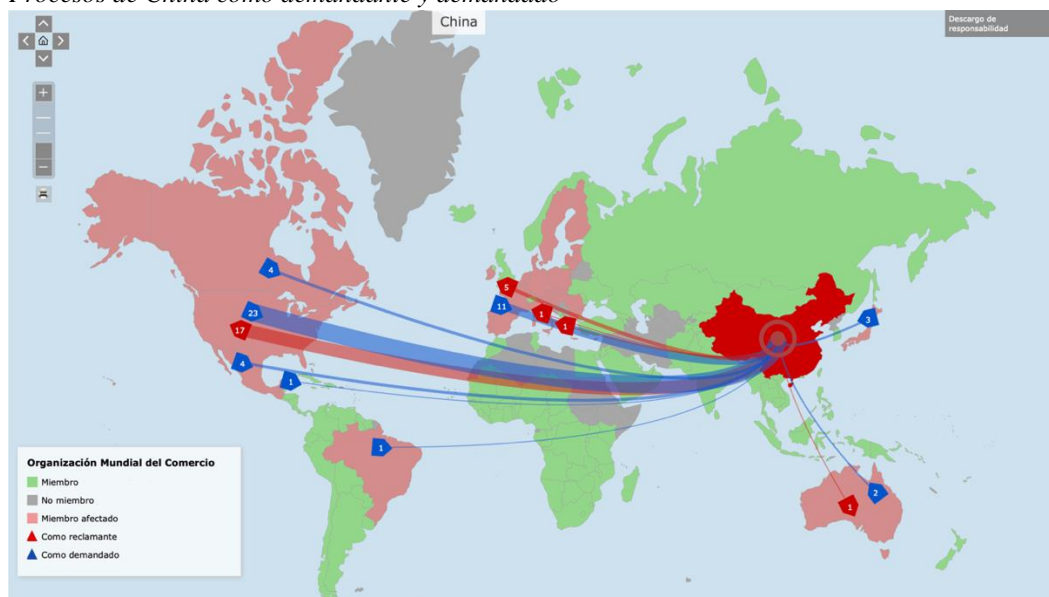 Procesos de China como demandante y demandado
China
Descargo de
responsabilidad
4
23
17
4
1
1
5
11
1
1
3
2
1
Organización Mundial del Comercio
Miembro
No miembro
Miembro afectado
Como reclamante
Como demandado